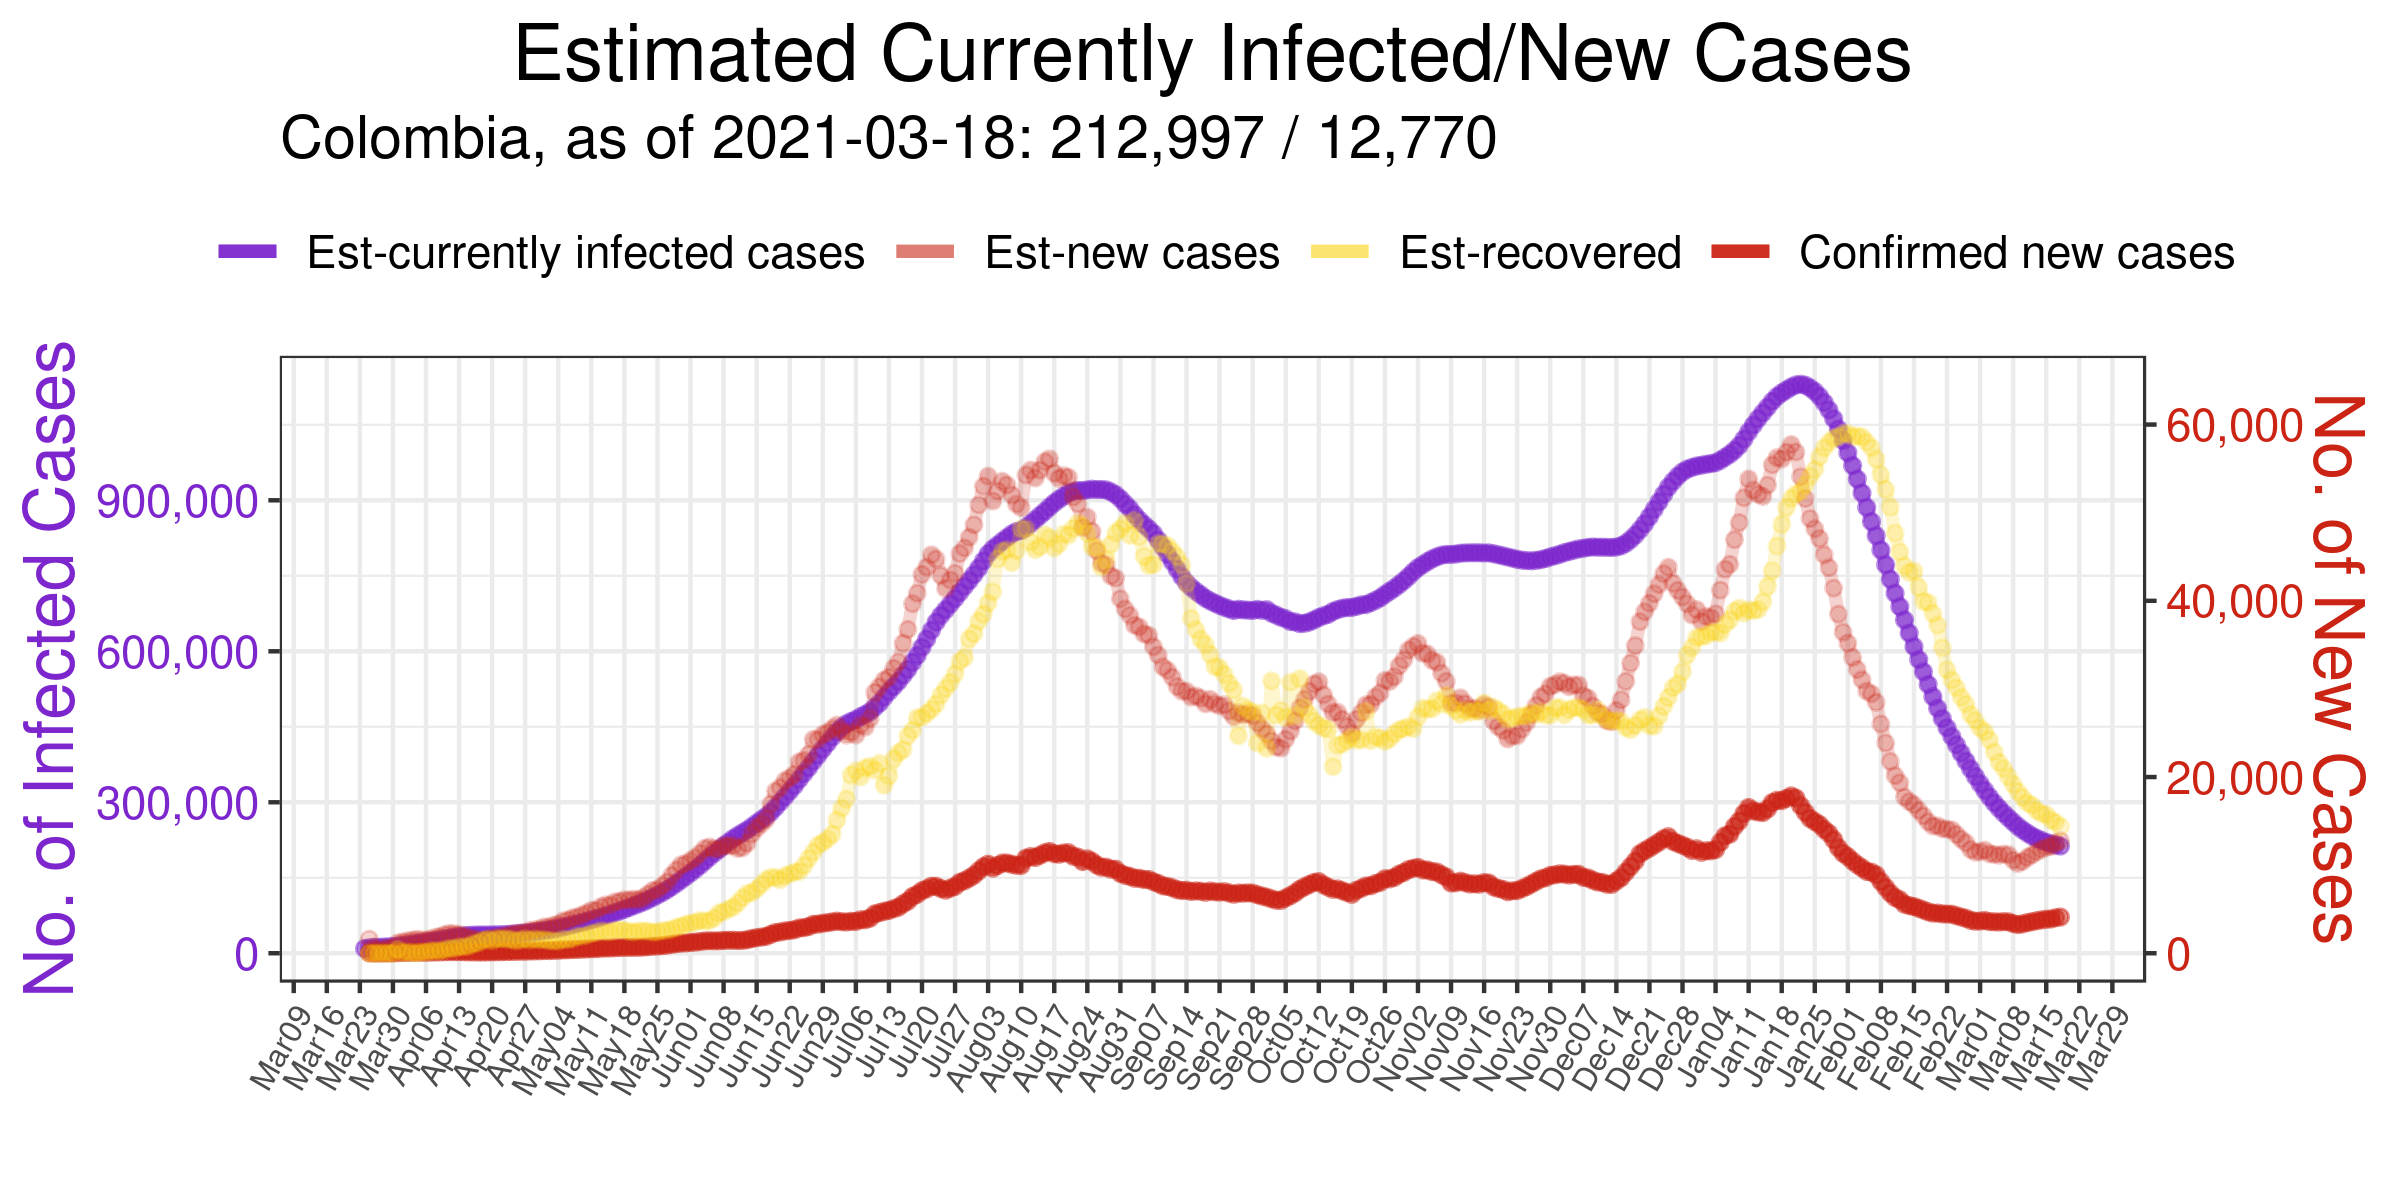 Estimated Currently Infected/New Cases
Colombia, as of 2021-03-18: 212,997 / 12,770
Est-currently infected cases
Est-new cases
Est-recovered
Confirmed new cases
No. of Infected Cases
900,000
600,000
300,000
0
60,000
40,000
20,000
0
No. of New Cases
Mar09
Mar16
Mar23
Mar30
Apr06
Apr13
Apr20
Apr27
May04
May11
May18
May25
Jun01
Jun08
Jun15
Jun22
Jun29
Jul06
Jul13
Jul20
Jul27
Aug03
Aug10
Aug17
Aug24
Aug31
Sep07
Sep14
Sep21
Sep28
Oct05
Oct12
Oct19
Oct26
Nov02
Nov09
Nov16
Nov23
Nov30
Dec07
Dec14
Dec21
Dec28
Jan04
Jan11
Jan18
Jan25
Feb01
Feb08
Feb15
Feb22
Mar01
Mar08
Mar15
Mar22
Mar29